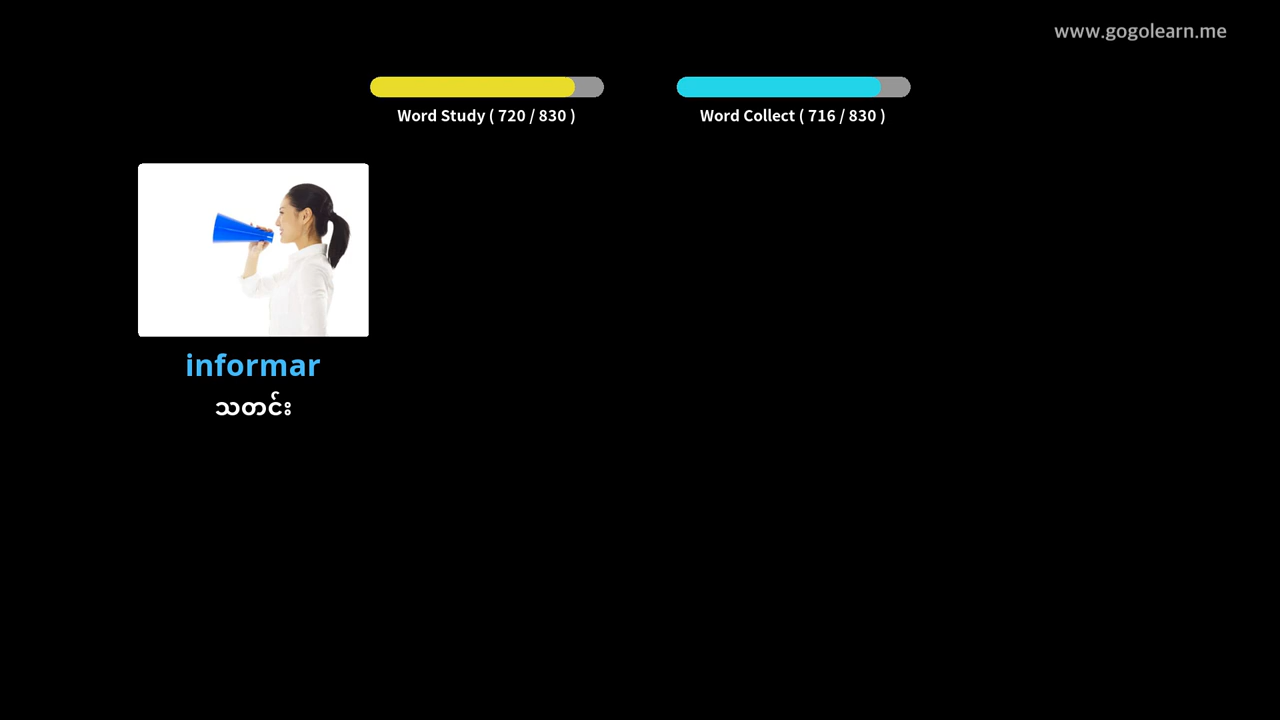 www.gogolearn.me
Word Study ( 720 / 830 )
Word Collect ( 716 / 830 )
informar
သတင်း